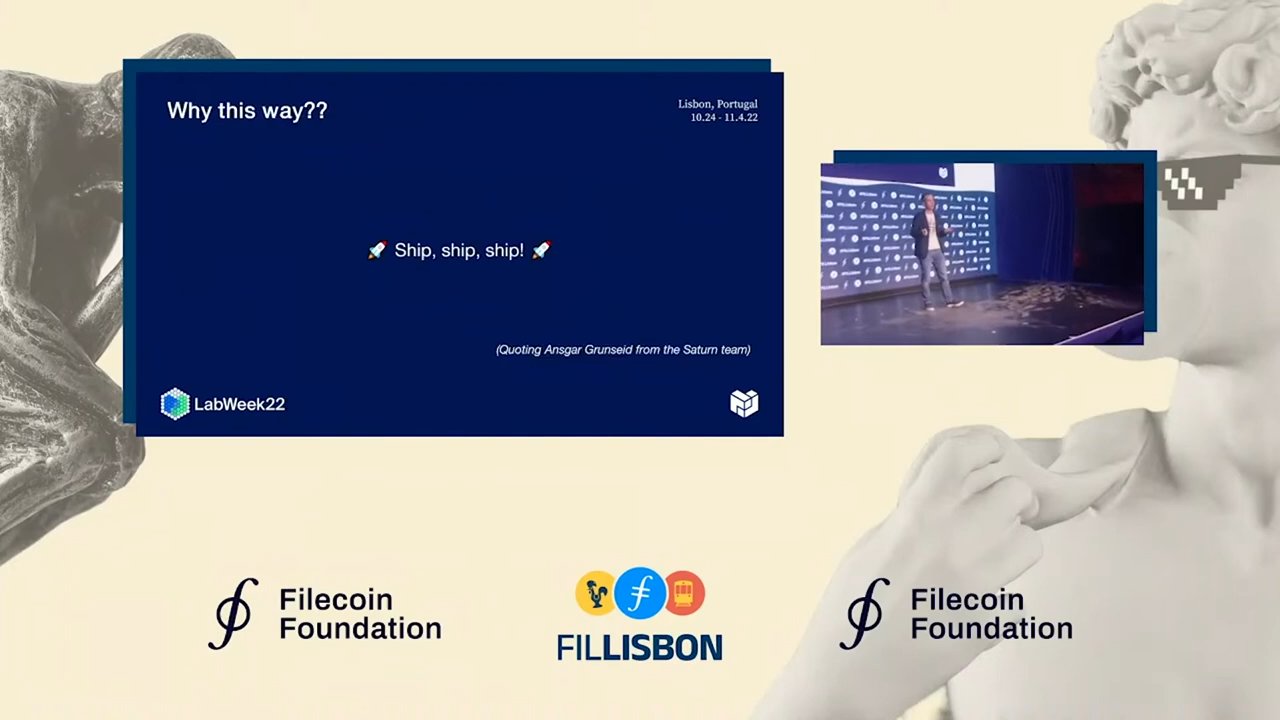 Why this way??
Lisbon, Portugal
10.24 - 11.4.22
🚀 Ship, ship, ship! 🚀
(Quoting Ansgar Grunseid from the Saturn team)
LabWeek22
Filecoin
Foundation
FILLISBON
Filecoin
Foundation